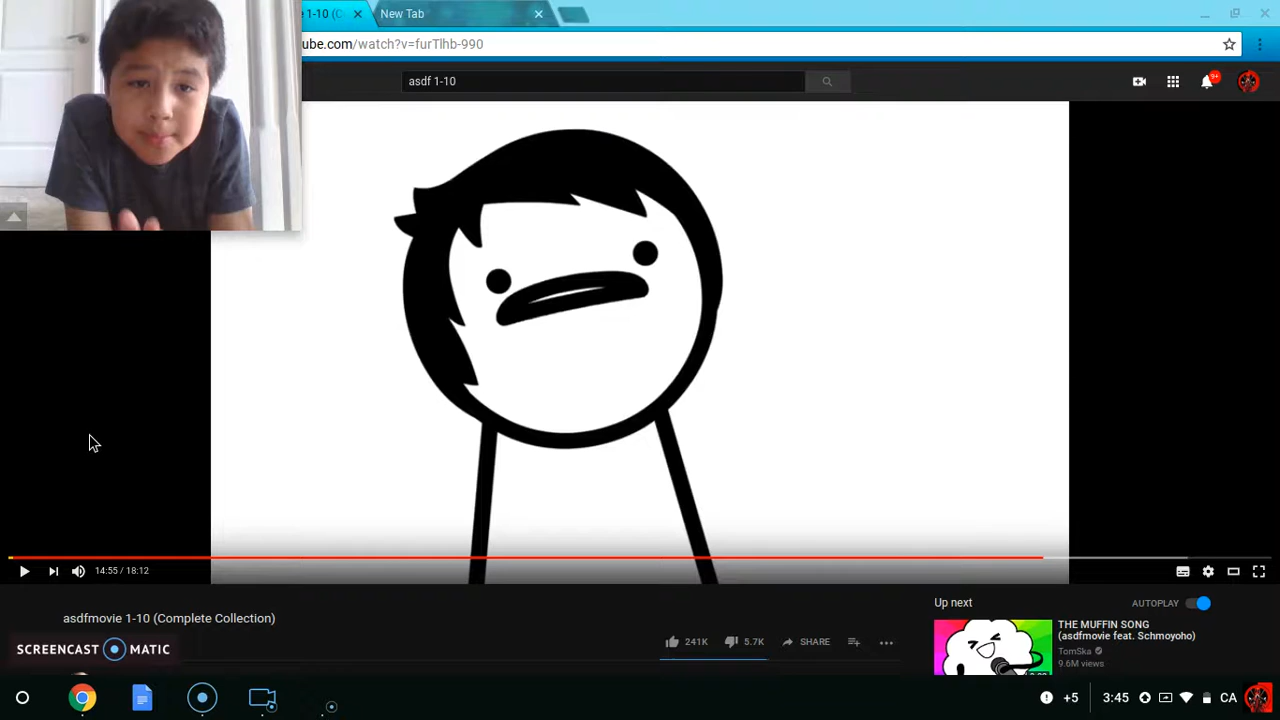 e 1-10 (C
New Tab
ube.com/watch?v=furTlhb-990
asdf 1-10
9+
14:55 / 18:12
asdfmovie 1-10 (Complete Collection)
241K
5.7K
SHARE
Up next
AUTOPLAY
THE MUFFIN SONG
(asdfmovie feat. Schmoyoho)
TomSka
9.6M views
SCREENCAST MATIC
+5
3:45
CA